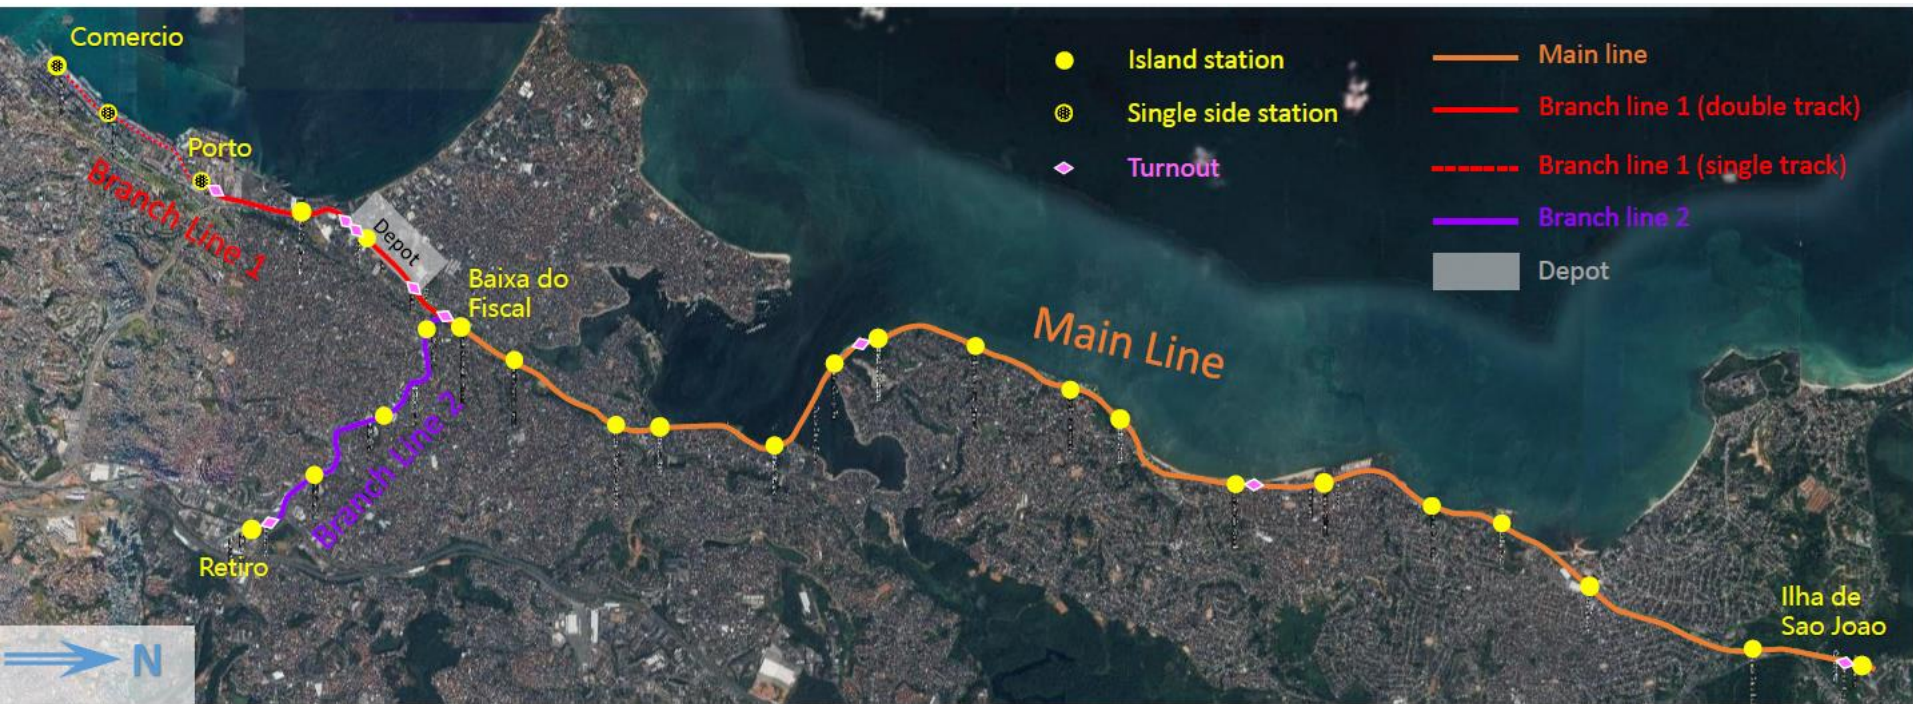 Comercio
Porto
Branch Line 1
Depot
Baixa do
Fiscal
Branch Line 2
Retiro
Main Line
Island station
Single side station
Turnout
Main line
Branch line 1 (double track)
Branch line 1 (single track)
Branch line 2
Depot
Ilha de
Sao Joao
N